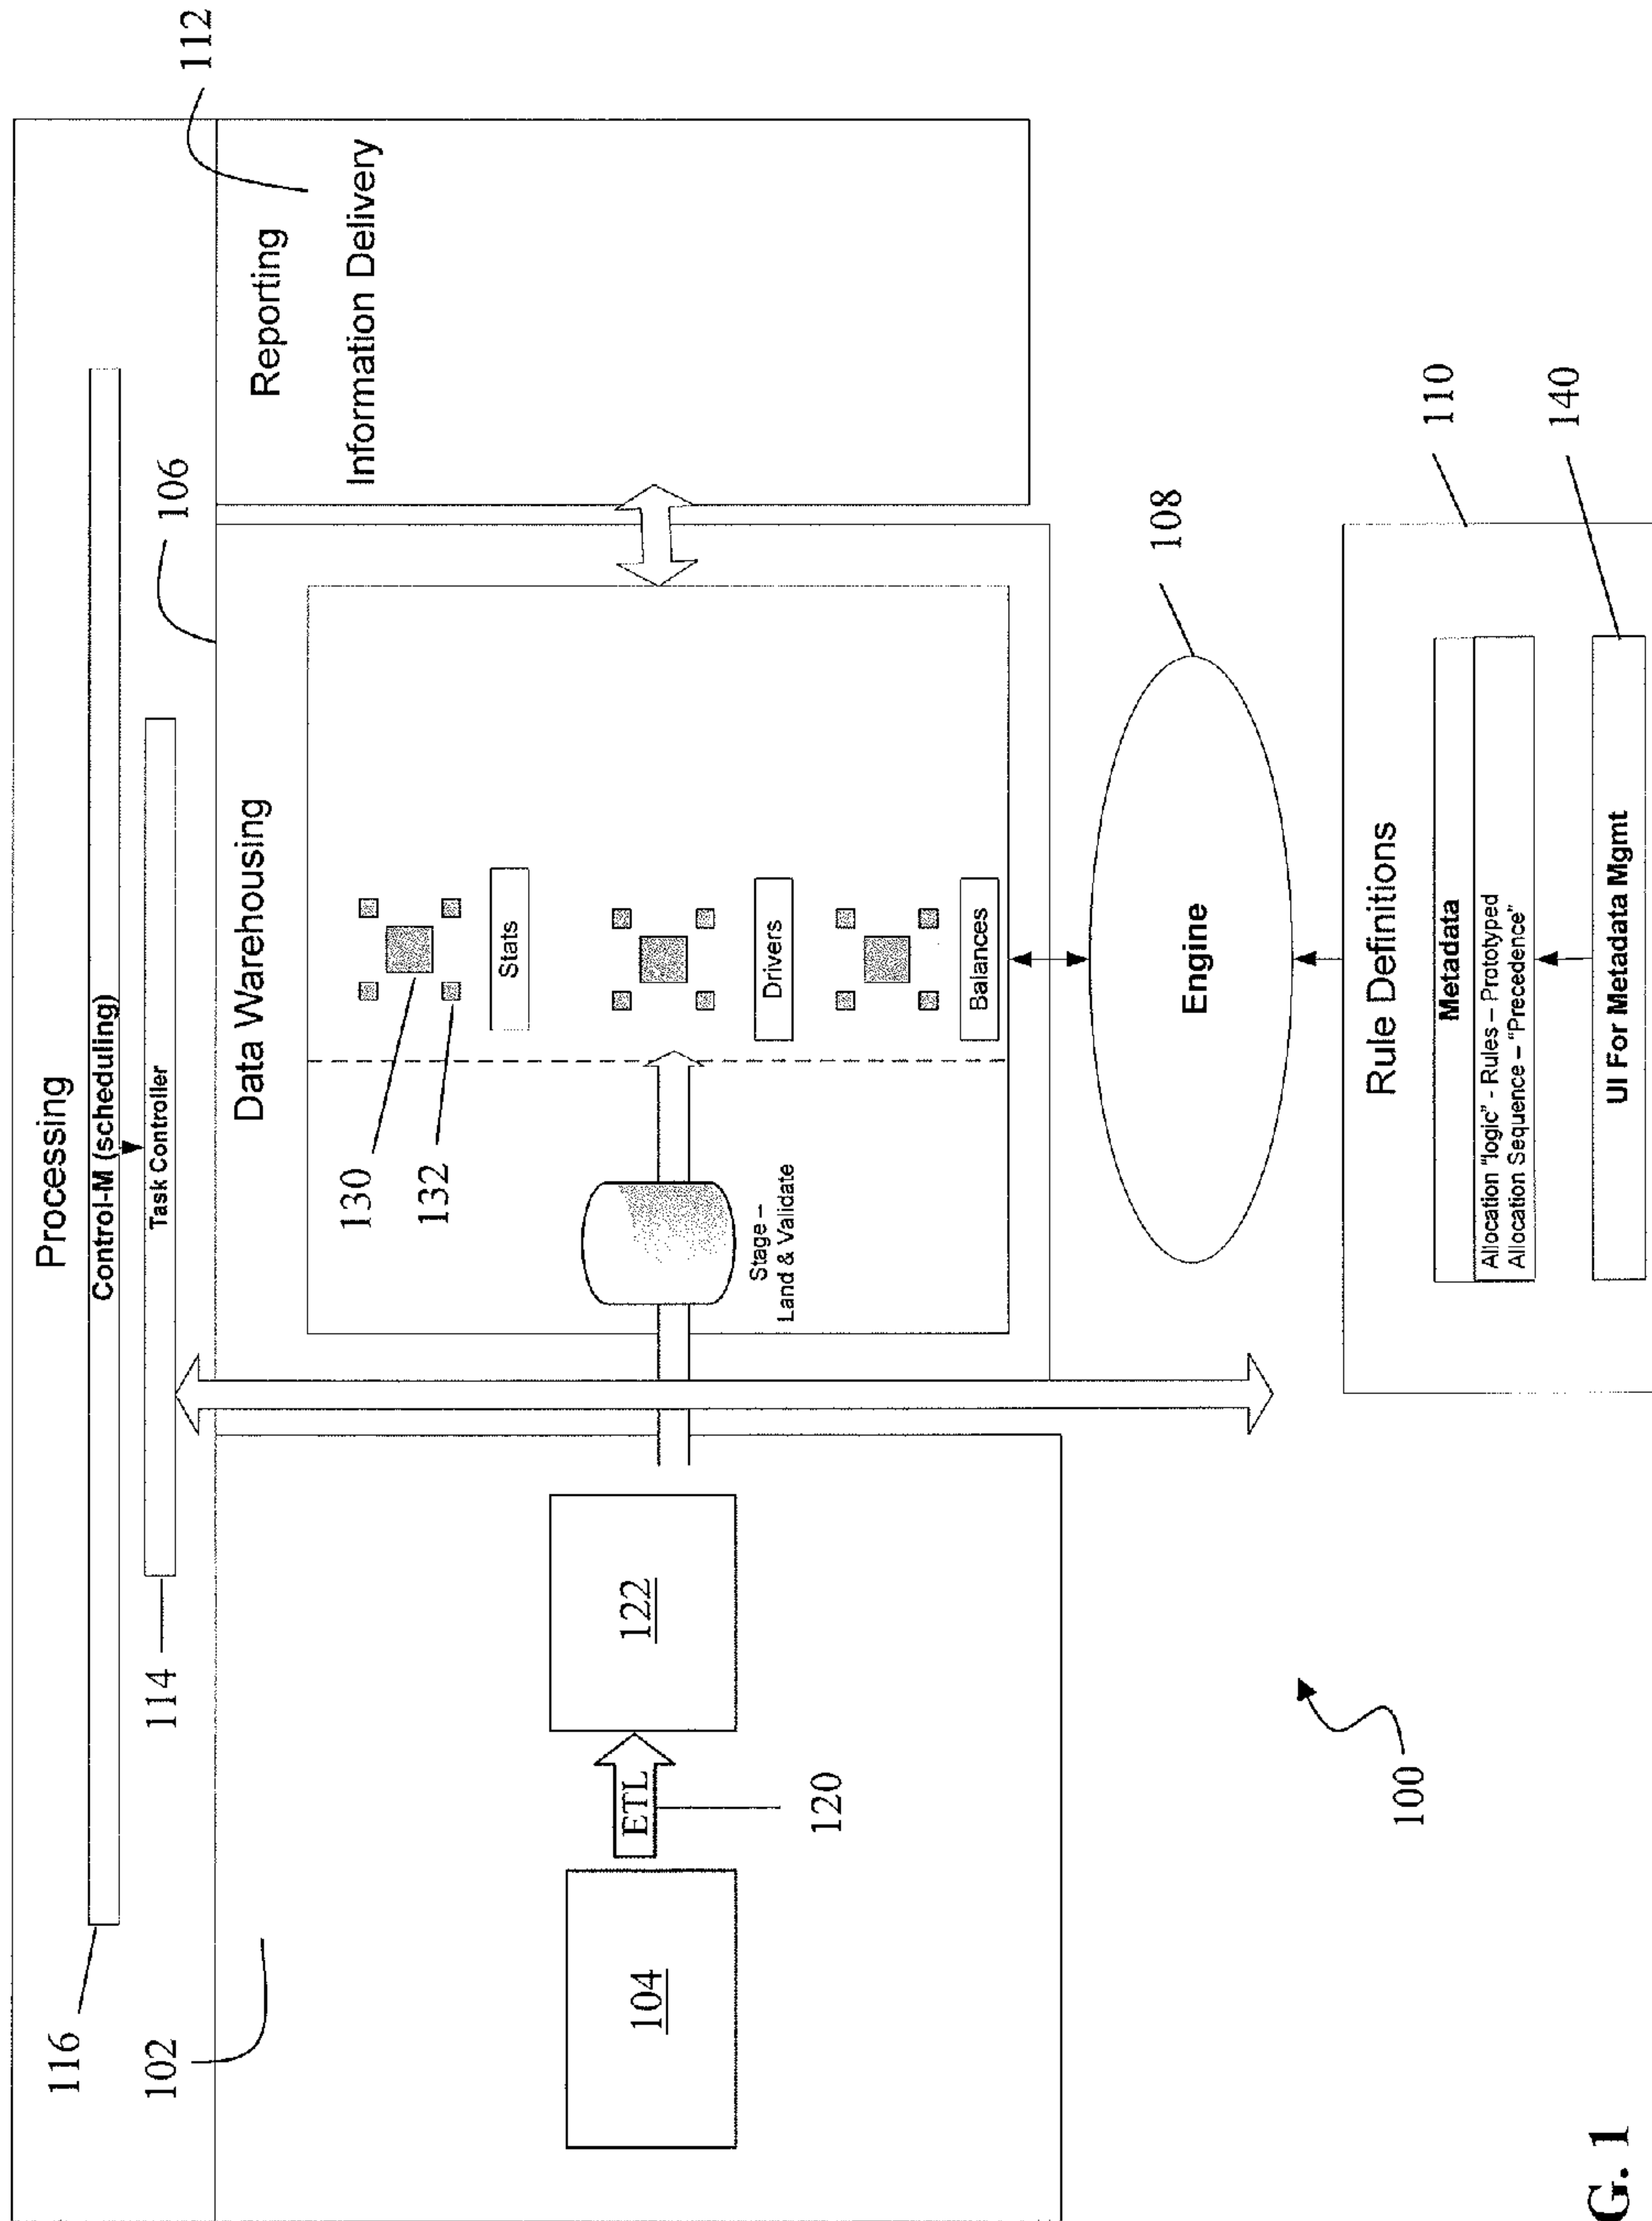 Processing
Control-M (scheduling)
116
Task Controller
114
102
106
112
Data Warehousing
Reporting
Information Delivery
130
132
Stats
104
ETL
120
122
Stage –
Land & Validate
Drivers
Balances
Engine
108
100
Rule Definitions
110
Metadata
Allocation "logic" - Rules – Prototyped
Allocation Sequence – "Precedence"
UI For Metadata Mgmt
140
G. 1